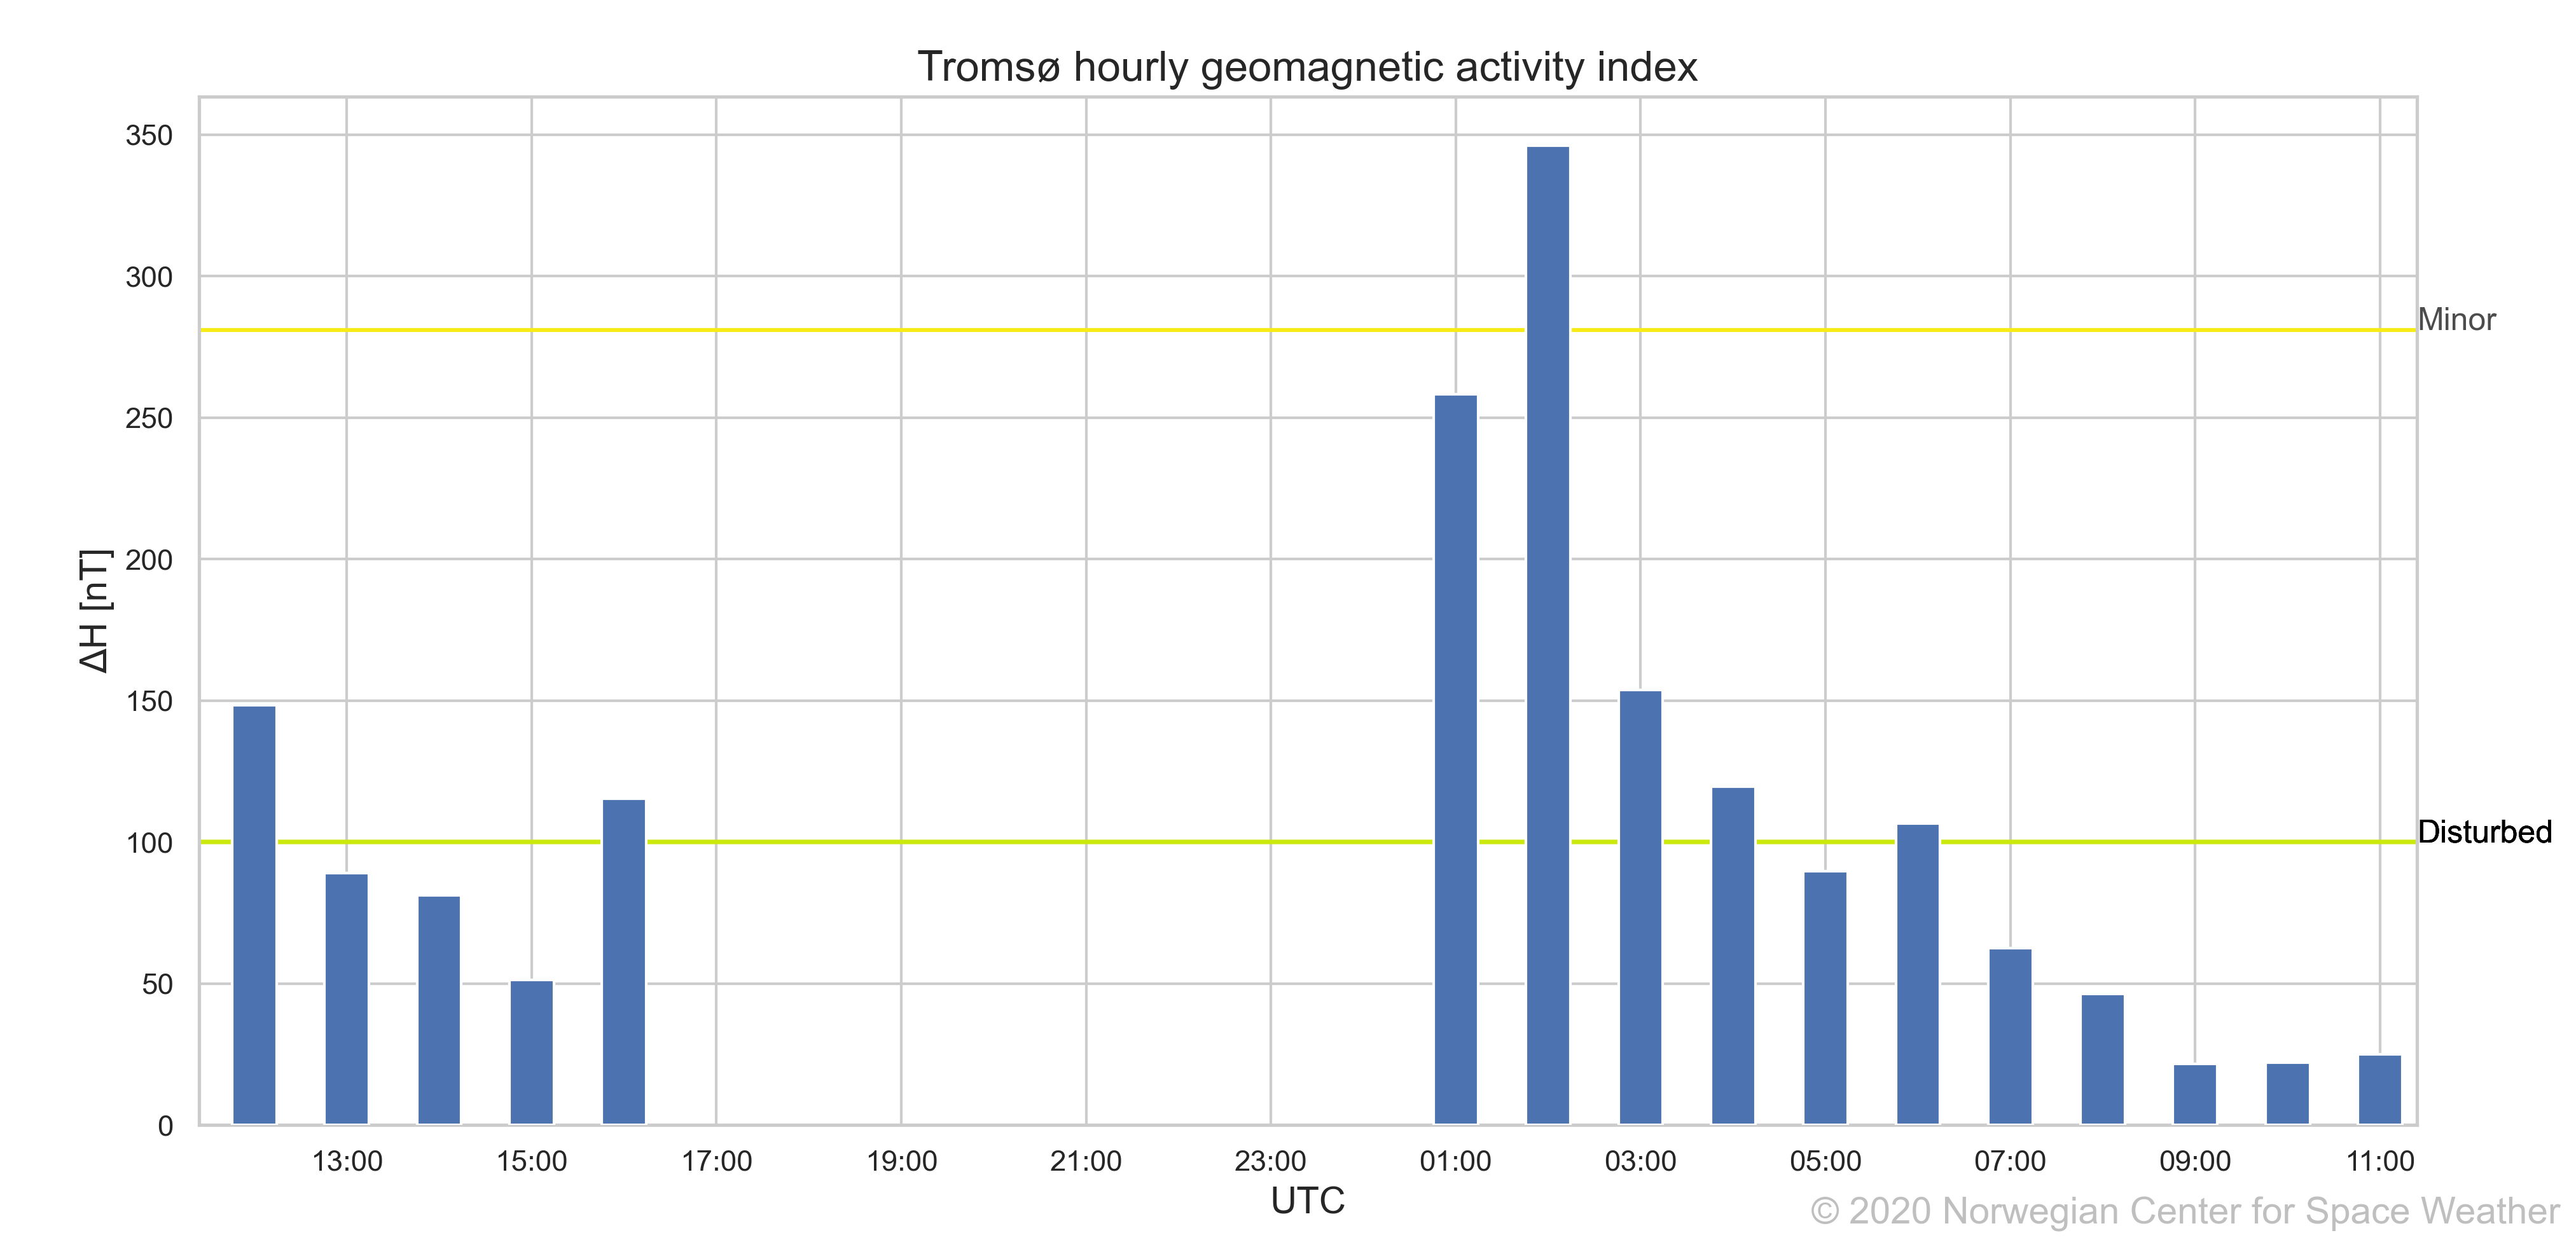 Tromsø hourly geomagnetic activity index
350
300
Minor
250
200
ΔH [nT]
150
Disturbed
100
50
0
13:00 15:00 17:00 19:00 21:00 23:00 01:00 03:00 05:00 07:00 09:00 11:00
UTC
© 2020 Norwegian Center for Space Weather